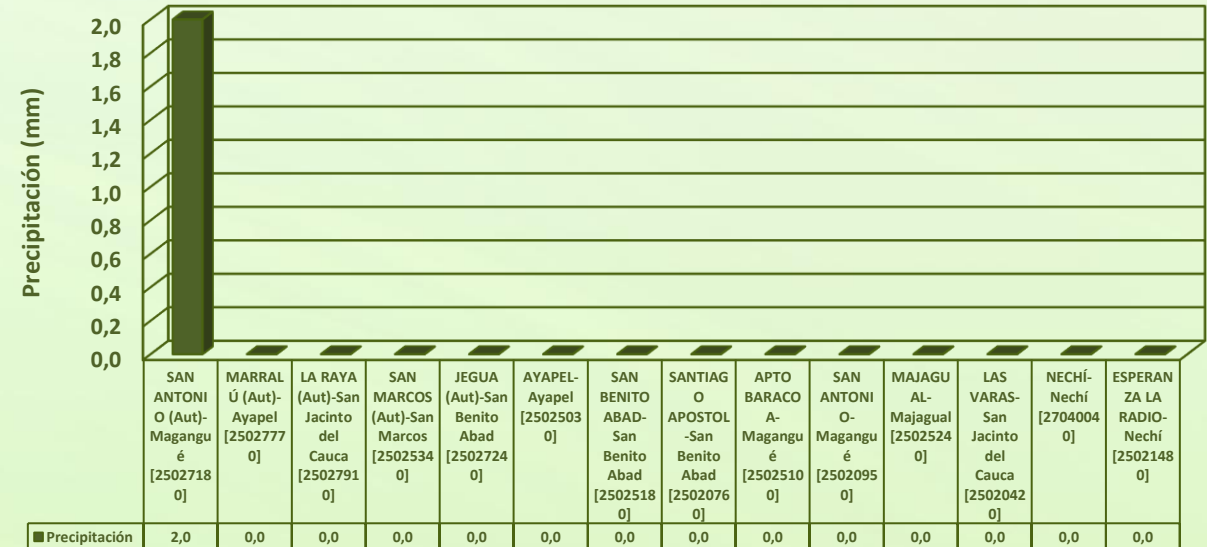 Precipitación (mm)
2,0
1,8
1,6
1,4
1,2
1,0
0,8
0,6
0,4
0,2
0,0
SAN
ANTONI
O (Aut)-
Magangu
é
[2502718
0]
MARRAL
Ú (Aut)-
Ayapel
[2502777
0]
LA RAYA
(Aut)-San
Jacinto
del
Cauca
[2502791
0]
SAN
MARCOS
(Aut)-San
Marcos
[2502534
0]
JEGUA
(Aut)-San
Benito
Abad
[2502724
0]
AYAPEL-
Ayapel
[2502503
0]
SAN
BENITO
ABAD-
San
Benito
Abad
[2502518
0]
SANTIAG
O
APOSTOL
-San
Benito
Abad
[2502076
0]
APTO
BARACO
A-
Magangu
é
[2502510
0]
SAN
ANTONI
O-
Magangu
é
[2502095
0]
MAJAGU
AL-
Majagual
[2502524
0]
LAS
VARAS-
San
Jacinto
del
Cauca
[2502042
0]
NECHÍ-
Nechí
[2704004
0]
ESPERAN
ZA LA
RADIO-
Nechí
[2502148
0]
Precipitación 2,0 0,0 0,0 0,0 0,0 0,0 0,0 0,0 0,0 0,0 0,0 0,0 0,0 0,0